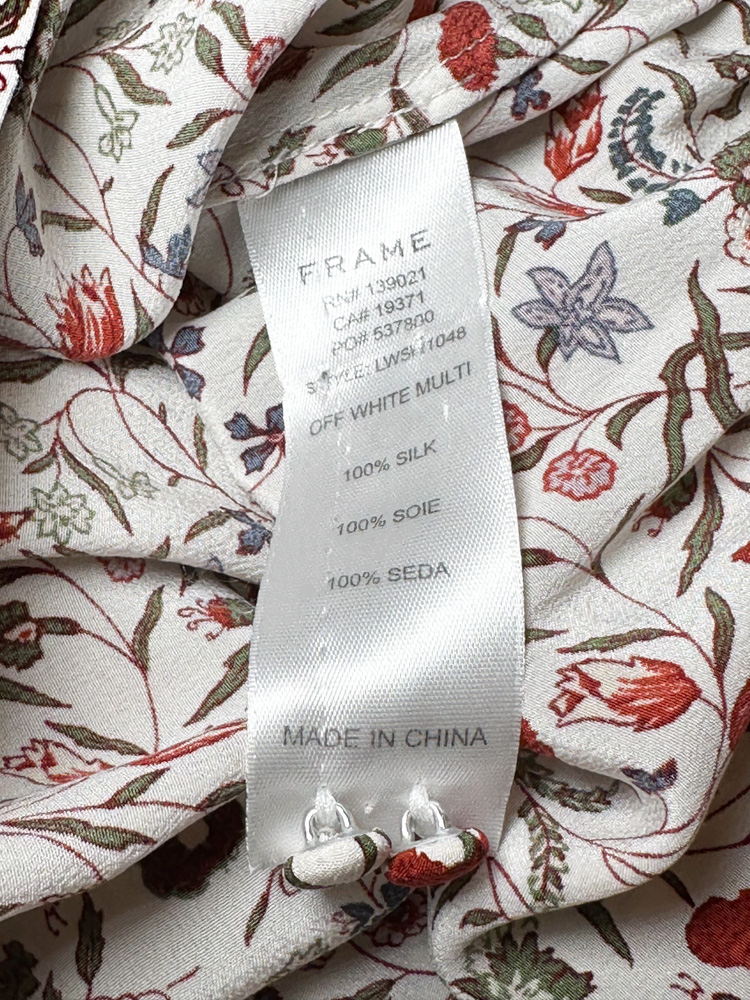 FRAME
RN# 139021
CA# 19371
PO# 537800
STYLE: LWSH1048
OFF WHITE MULTI
100% SILK
100% SOIE
100% SEDA
MADE IN CHINA